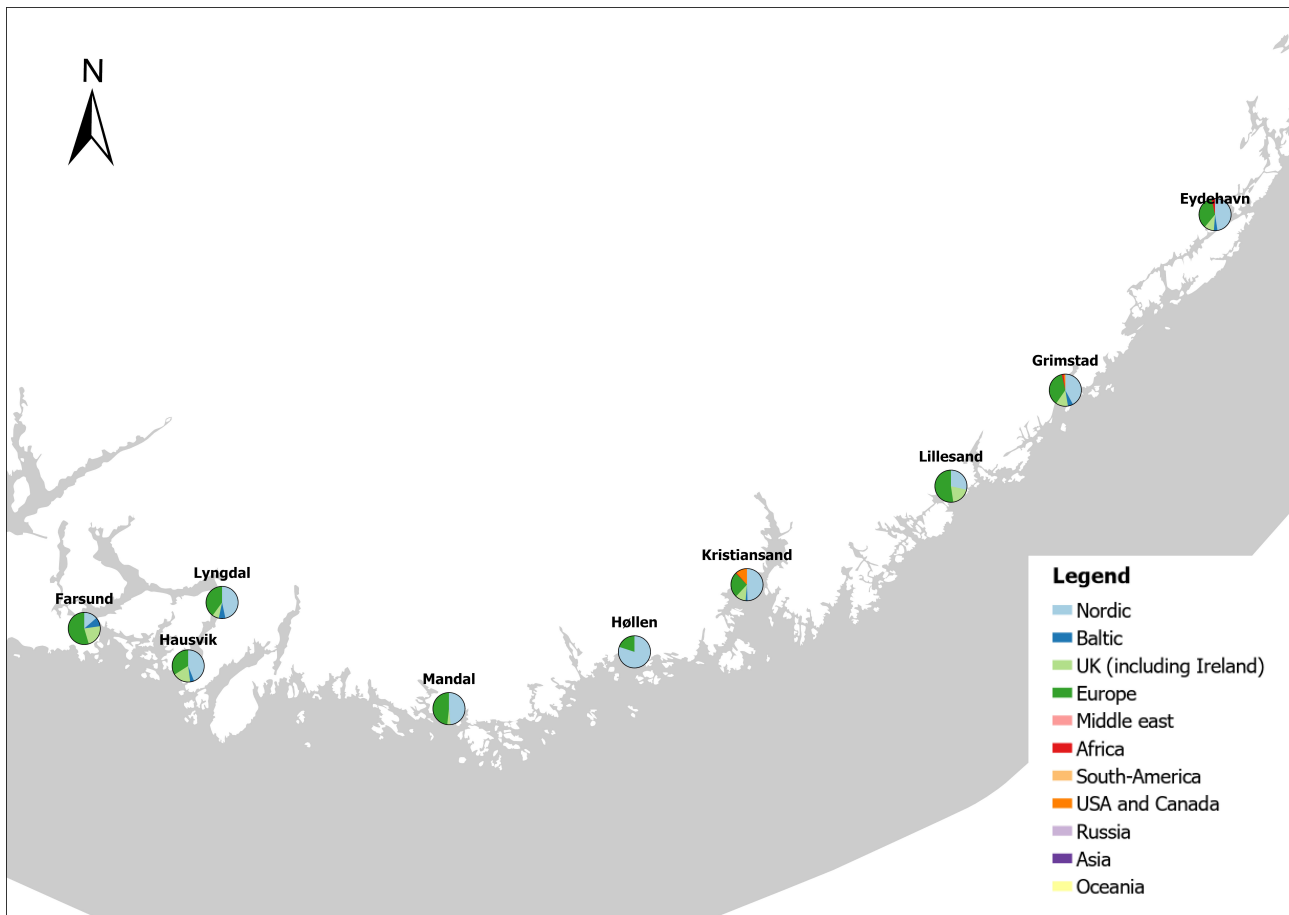 N
Eydehavn
Grimstad
Lillesand
Kristiansand
Lyngdal
Farsund
Høllen
Hausvik
Mandal
Legend
Nordic
Baltic
UK (including Ireland)
Europe
Middle east
Africa
South-America
USA and Canada
Russia
Asia
Oceania